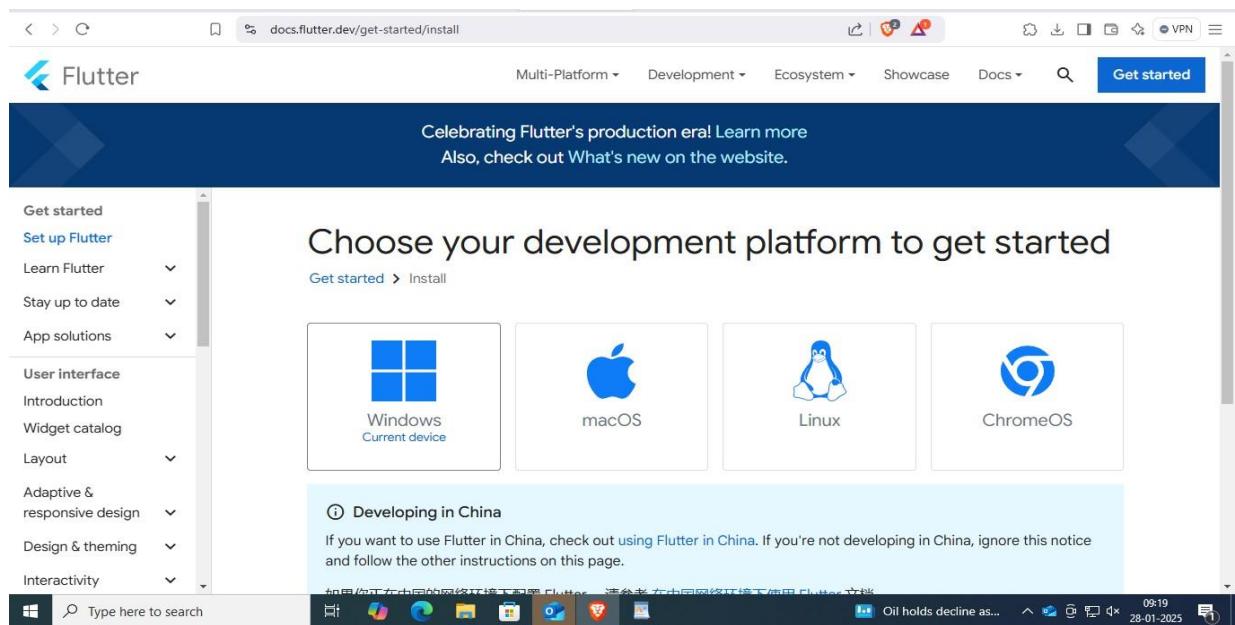 docs.flutter.dev/get-started/install
VPN
Flutter
Multi-Platform
Development
Ecosystem
Showcase
Docs
Get started
Celebrating Flutter's production era! Learn more
Also, check out What's new on the website.
Get started
Set up Flutter
Learn Flutter
Stay up to date
App solutions
User interface
Introduction
Widget catalog
Layout
Adaptive &
responsive design
Design & theming
Interactivity
Choose your development platform to get started
Get started > Install
Windows
Current device
macOS
Linux
ChromeOS
Developing in China
If you want to use Flutter in China, check out using Flutter in China. If you're not developing in China, ignore this notice
and follow the other instructions on this page.
Type here to search
Oil holds decline as...
09:19
28-01-2025